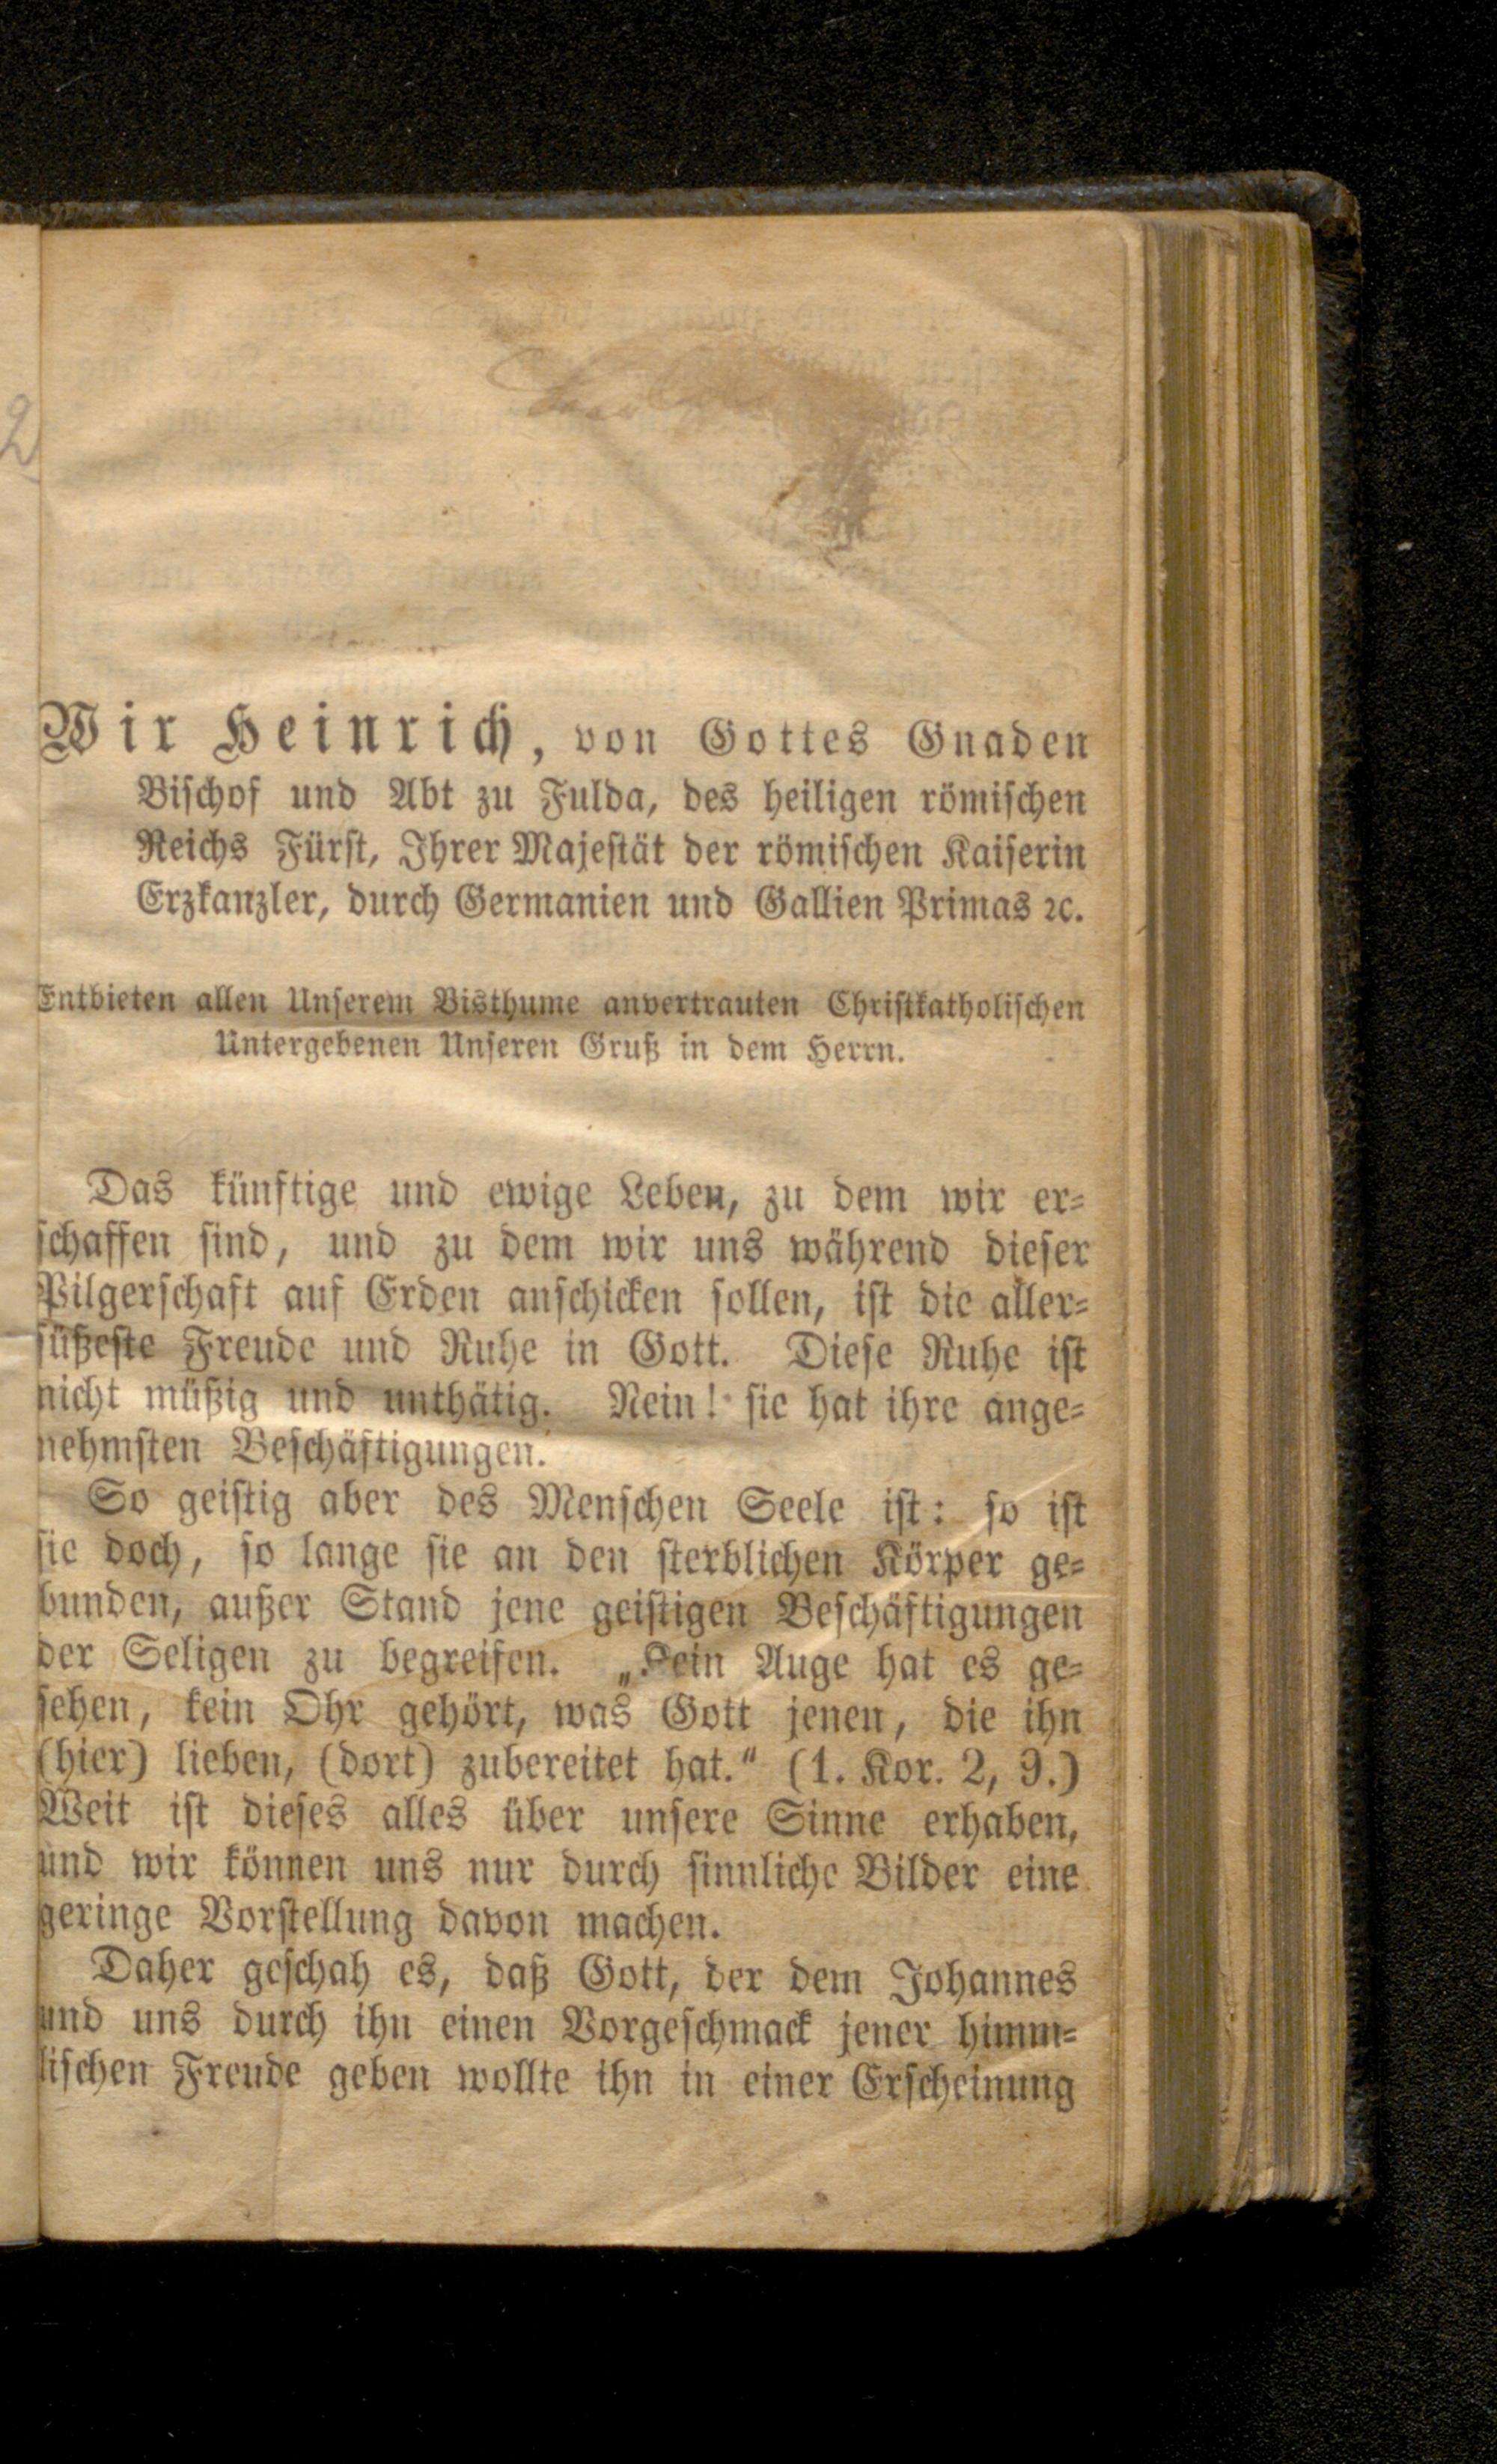 2
Wir Heinrich, von Gottes Gnaden
Bischof und Abt zu Fulda, des heiligen römischen
Reichs Fürst, Ihrer Majestät der römischen Kaiserin
Erzkanzler, durch Germanien und Gallien Primas ꝛc.
Entbieten allen Unserem Bisthume anvertrauten Christkatholischen
Untergebenen Unseren Gruß in dem Herrn.
Das künftige und ewige Leben, zu dem wir er-
schaffen sind, und zu dem wir uns während dieser
Pilgerschaft auf Erden anschicken sollen, ist die aller-
süßeste Freude und Ruhe in Gott. Diese Ruhe ist
nicht müßig und unthätig. Nein! sie hat ihre ange-
nehmsten Beschäftigungen.
So geistig aber des Menschen Seele ist: so ist
sie doch, so lange sie an den sterblichen Körper ge-
bunden, außer Stand jene geistigen Beschäftigungen
der Seligen zu begreifen. „Kein Auge hat es ge-
sehen, kein Ohr gehört, was Gott jenen, die ihn
(hier) lieben, (dort) zubereitet hat." (1. Kor. 2, 9.)
Weit ist dieses alles über unsere Sinne erhaben,
und wir können uns nur durch sinnliche Bilder eine
geringe Vorstellung davon machen.
Daher geschah es, daß Gott, der dem Johannes
und uns durch ihn einen Vorgeschmack jener himm-
lischen Freude geben wollte ihn in einer Erscheinung